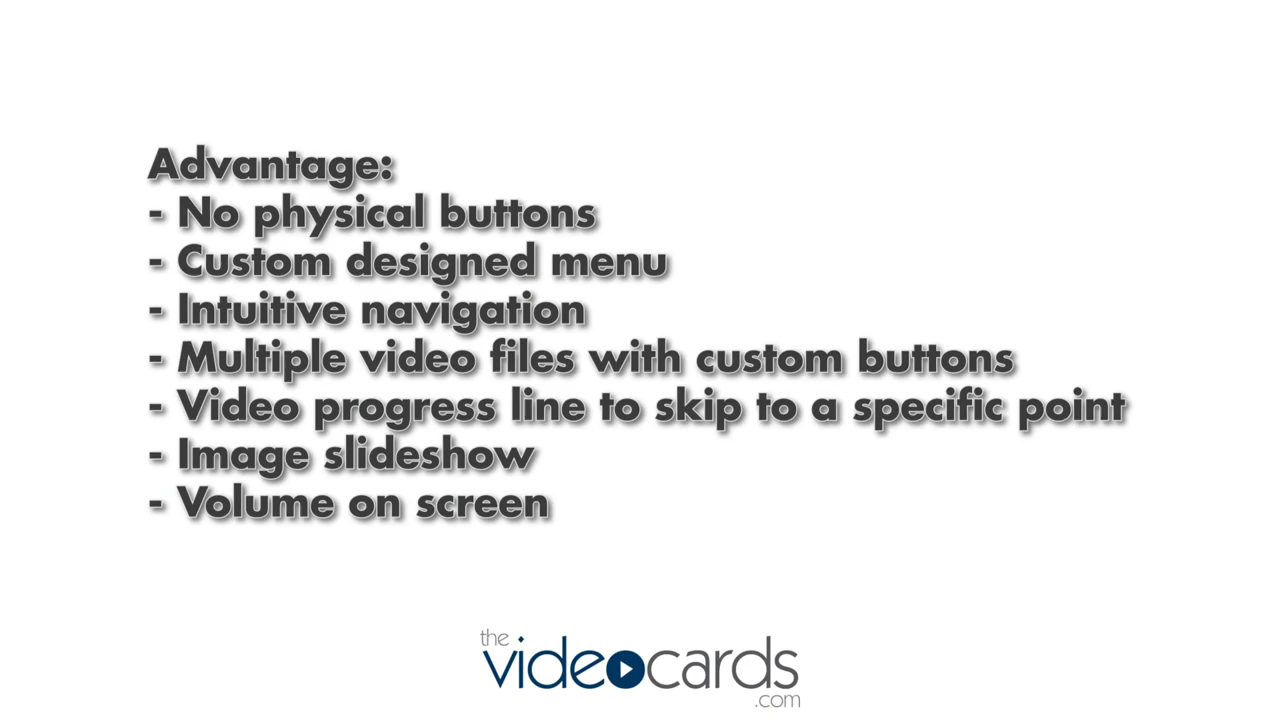 Advantage:
- No physical buttons
- Custom designed menu
- Intuitive navigation
- Multiple video files with custom buttons
- Video progress line to skip to a specific point
- Image slideshow
- Volume on screen
the
videocards
.com